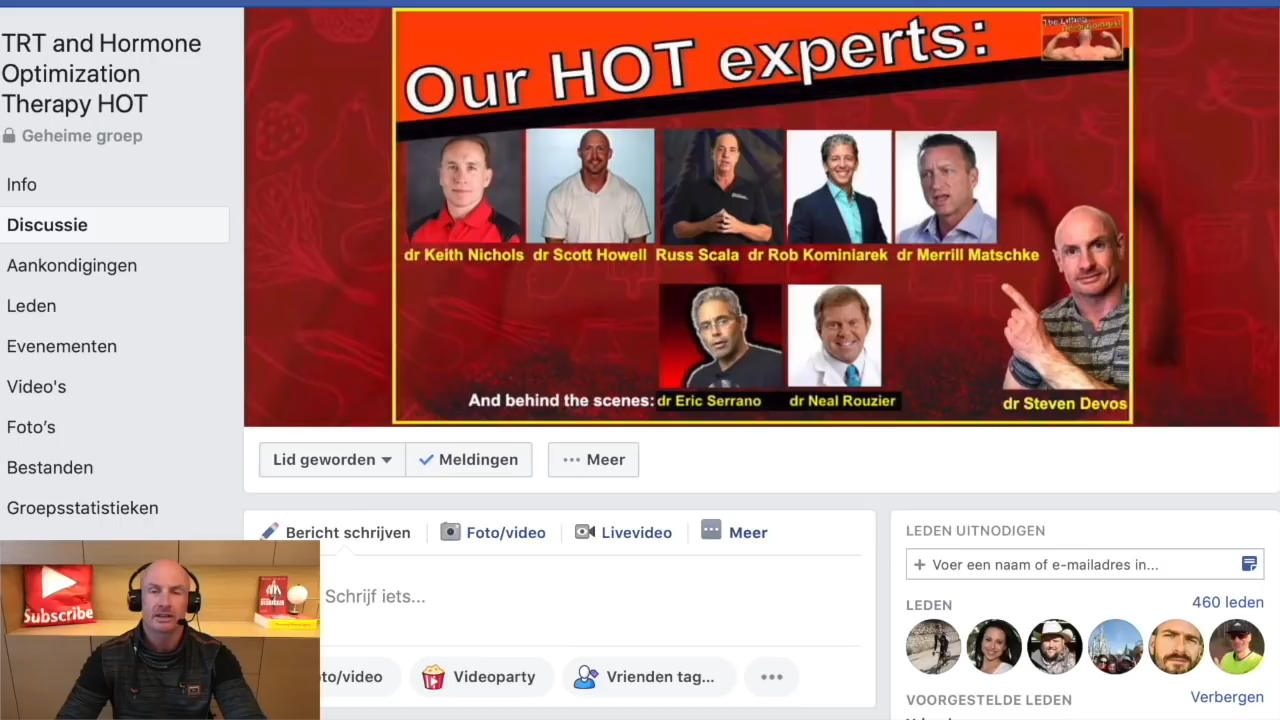 TRT and Hormone
Optimization
Therapy HOT
Geheime groep
Info
Discussie
Aankondigingen
Leden
Evenementen
Video's
Foto's
Bestanden
Groepsstatistieken
Our HOT experts:
dr Keith Nichols dr Scott Howell Russ Scala dr Rob Kominiarek dr Merrill Matschke
And behind the scenes: dr Eric Serrano dr Neal Rouzier
dr Steven Devos
Lid geworden Meldingen Meer
Bericht schrijven Foto/video Livevideo Meer
Schrijf iets...
to/video Videoparty Vrienden tag...
LEDEN UITNODIGEN
+ Voer een naam of e-mailadres in...
LEDEN 460 leden
VOORGESTELDE LEDEN Verbergen
Subscribe